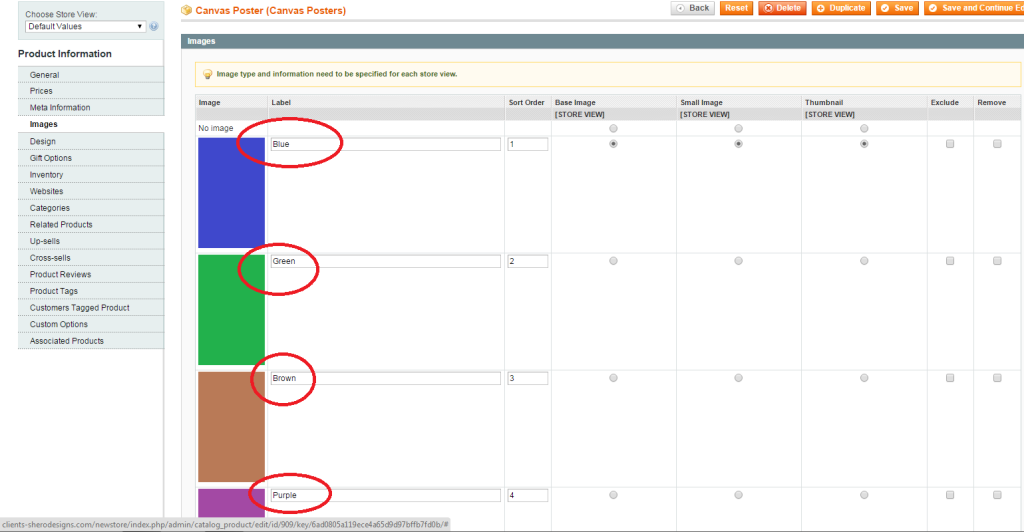 Choose Store View:
Default Values
Canvas Poster (Canvas Posters)
Back Reset Delete Duplicate Save Save and Continue Ed
Product Information
General
Prices
Meta Information
Images
Design
Gift Options
Inventory
Websites
Categories
Related Products
Up-sells
Cross-sells
Product Reviews
Product Tags
Customers Tagged Product
Custom Options
Associated Products
Images
Image type and information need to be specified for each store view.
Image Label Sort Order Base Image Small Image Thumbnail Exclude Remove
[STORE VIEW] [STORE VIEW] [STORE VIEW]
No image
Blue 1
Green 2
Brown 3
Purple 4
clients-sherodesigns.com/newstore/index.php/admin/catalog_product/edit/id/909/key/6ad0805a119ece4a65d9d97bffb7fd0b/#